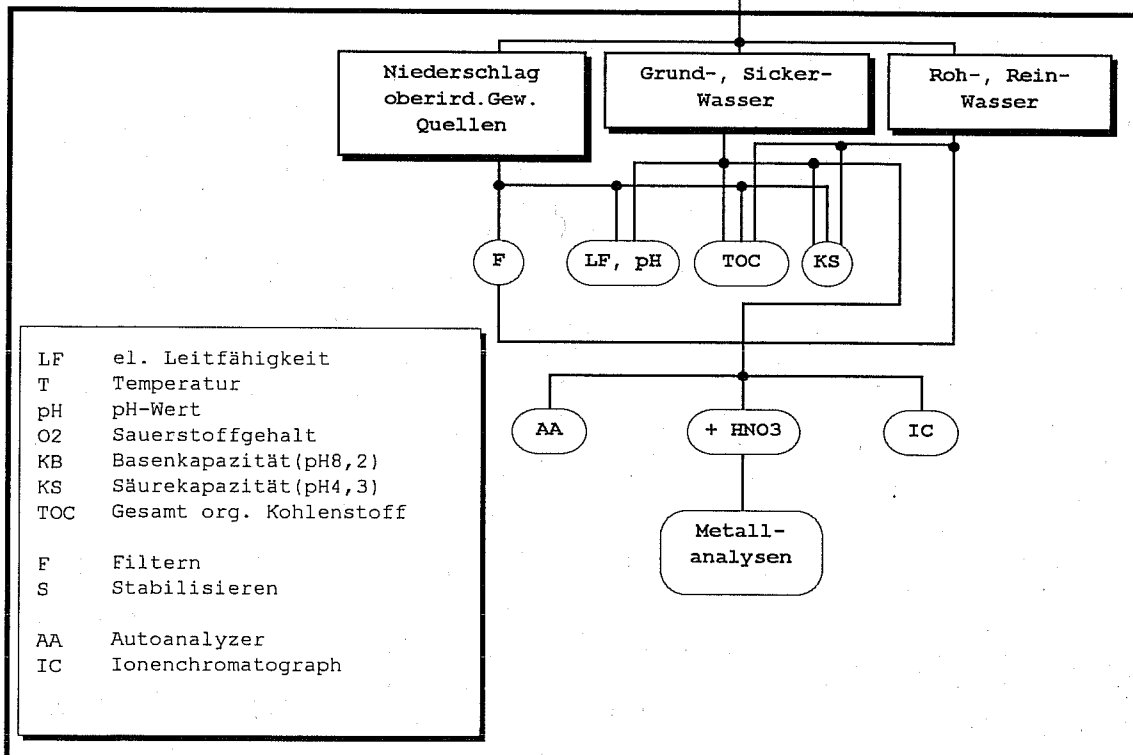 Niederschlag
oberird.Gew.
Quellen
Grund-, Sicker-
Wasser
Roh-, Rein-
Wasser
F
LF, pH
TOC
KS
LF el. Leitfähigkeit
T Temperatur
pH pH-Wert
O2 Sauerstoffgehalt
KB Basenkapazität(pH8,2)
KS Säurekapazität(pH4,3)
TOC Gesamt org. Kohlenstoff
F Filtern
S Stabilisieren
AA Autoanalyzer
IC Ionenchromatograph
AA
+ HNO3
IC
Metall-
analysen